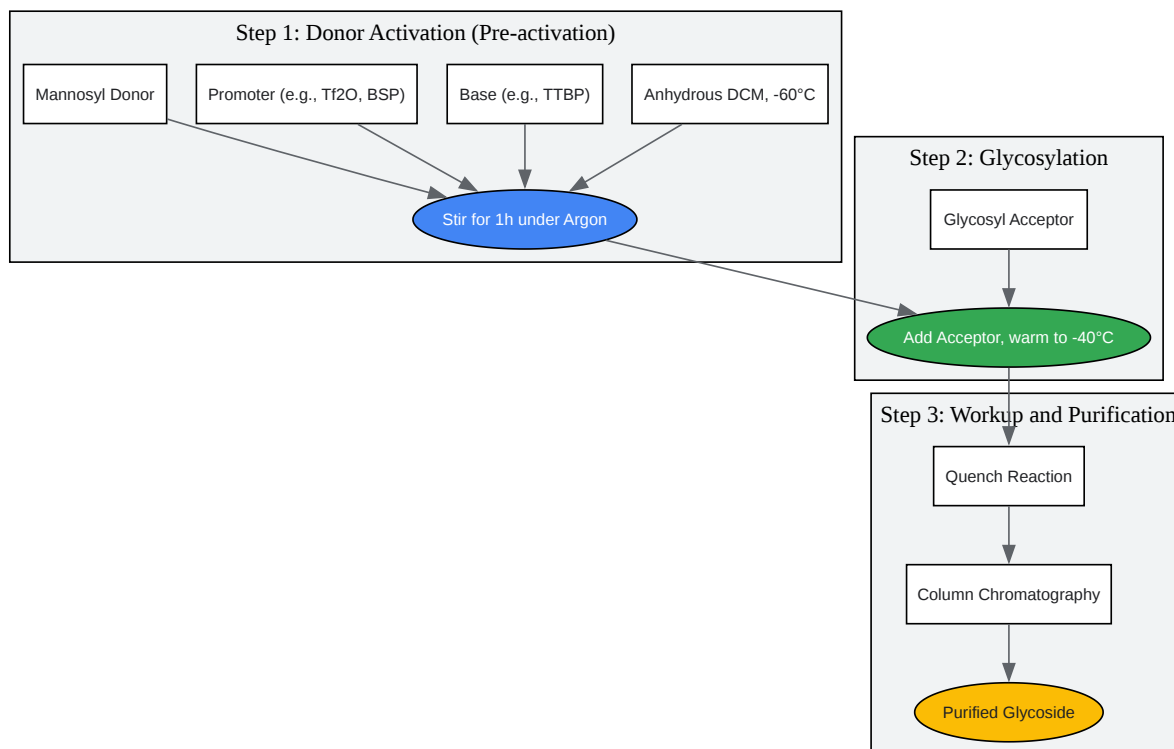 Step 1: Donor Activation (Pre-activation)
Mannosyl Donor
Promoter (e.g., Tf2O, BSP)
Base (e.g., TTBP)
Anhydrous DCM, -60°C
Stir for 1h under Argon
Step 2: Glycosylation
Glycosyl Acceptor
Add Acceptor, warm to -40°C
Step 3: Workup and Purification
Quench Reaction
Column Chromatography
Purified Glycoside